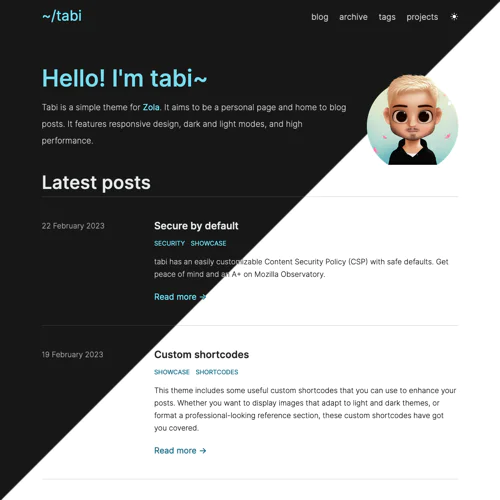 ~/tabi
blog archive tags projects
Hello! I'm tabi~
Tabi is a simple theme for Zola. It aims to be a personal page and home to blog
posts. It features responsive design, dark and light modes, and high
performance.
Latest posts
22 February 2023
Secure by default
SECURITY SHOWCASE
tabi has an easily customizable Content Security Policy (CSP) with safe defaults. Get
peace of mind and an A+ on Mozilla Observatory.
Read more →
19 February 2023
Custom shortcodes
SHOWCASE SHORTCODES
This theme includes some useful custom shortcodes that you can use to enhance your
posts. Whether you want to display images that adapt to light and dark themes, or
format a professional-looking reference section, these custom shortcodes have got
you covered.
Read more →